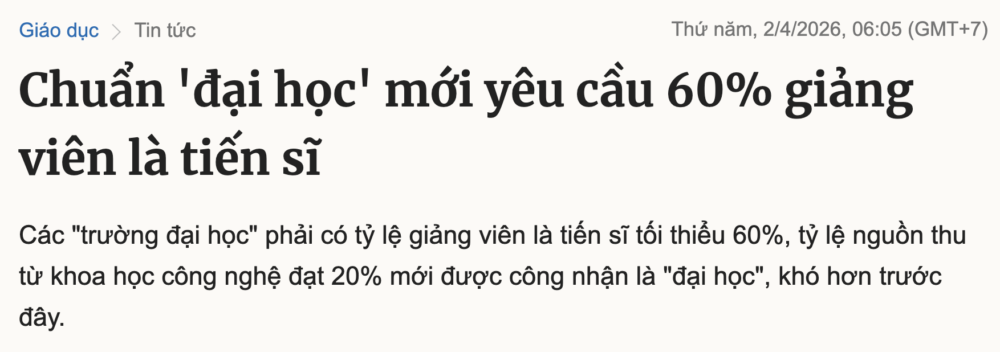 Giáo dục > Tin tức
Thứ năm, 2/4/2026, 06:05 (GMT+7)
Chuẩn 'đại học' mới yêu cầu 60% giảng
viên là tiến sĩ
Các "trường đại học" phải có tỷ lệ giảng viên là tiến sĩ tối thiểu 60%, tỷ lệ nguồn thu
từ khoa học công nghệ đạt 20% mới được công nhận là "đại học", khó hơn trước
đây.